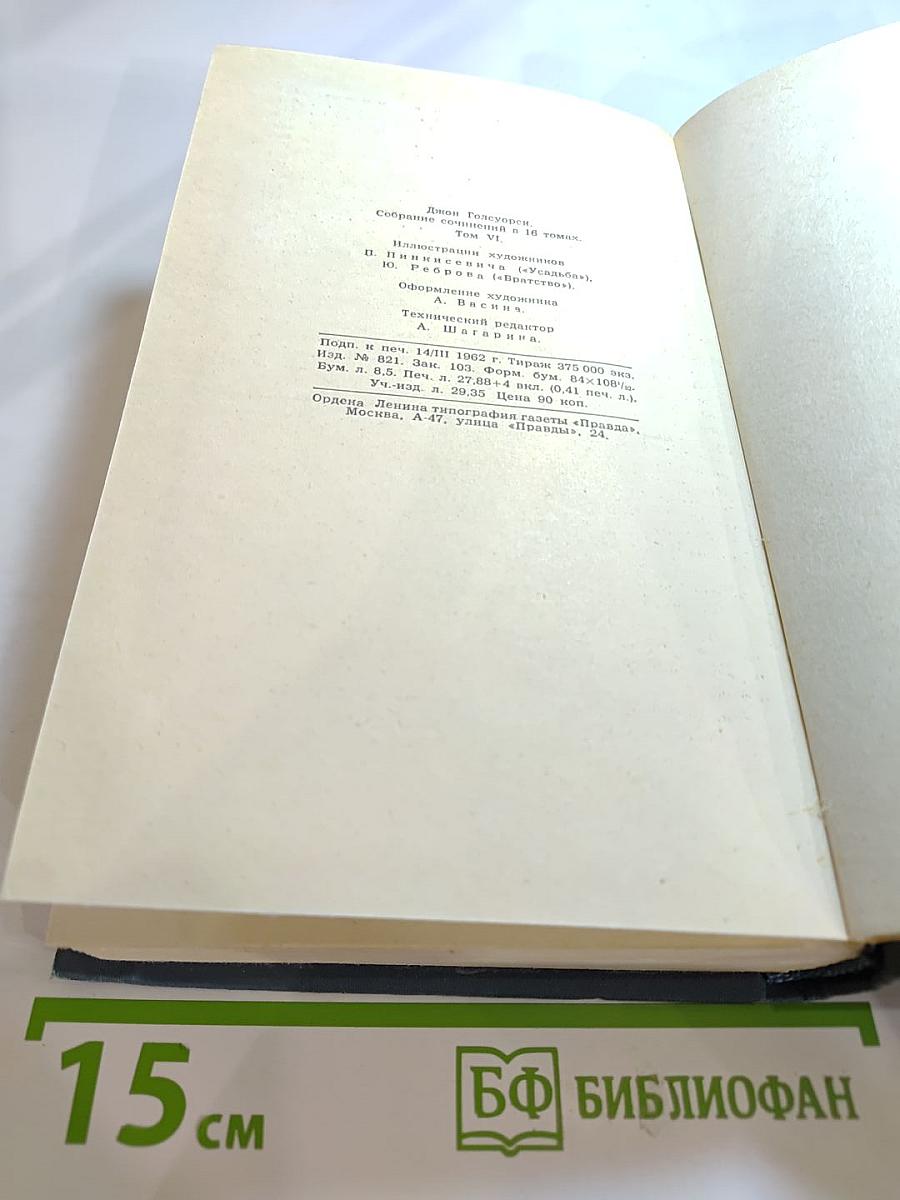 Джон Голсуорси.
Собрание сочинений в 16 томах.
Том VI.
Иллюстрации художников
П. Пинкисевича («Усадьба»),
Ю. Реброва («Братство»).
Оформление художника
А. Васина.
Технический редактор
А. Шагарина.
Подп. к печ. 14/III 1962 г. Тираж 375 000 экз.
Изд. № 821. Зак. 103. Форм. бум. 84×108¹/₃₂.
Бум. л. 8,5. Печ. л. 27,88+4 вкл. (0,41 печ. л.).
Уч.-изд. л. 29,35 Цена 90 коп.
Ордена Ленина типография газеты «Правда».
Москва, А-47, улица «Правды», 24.
15 см
БФ БИБЛИОФАН